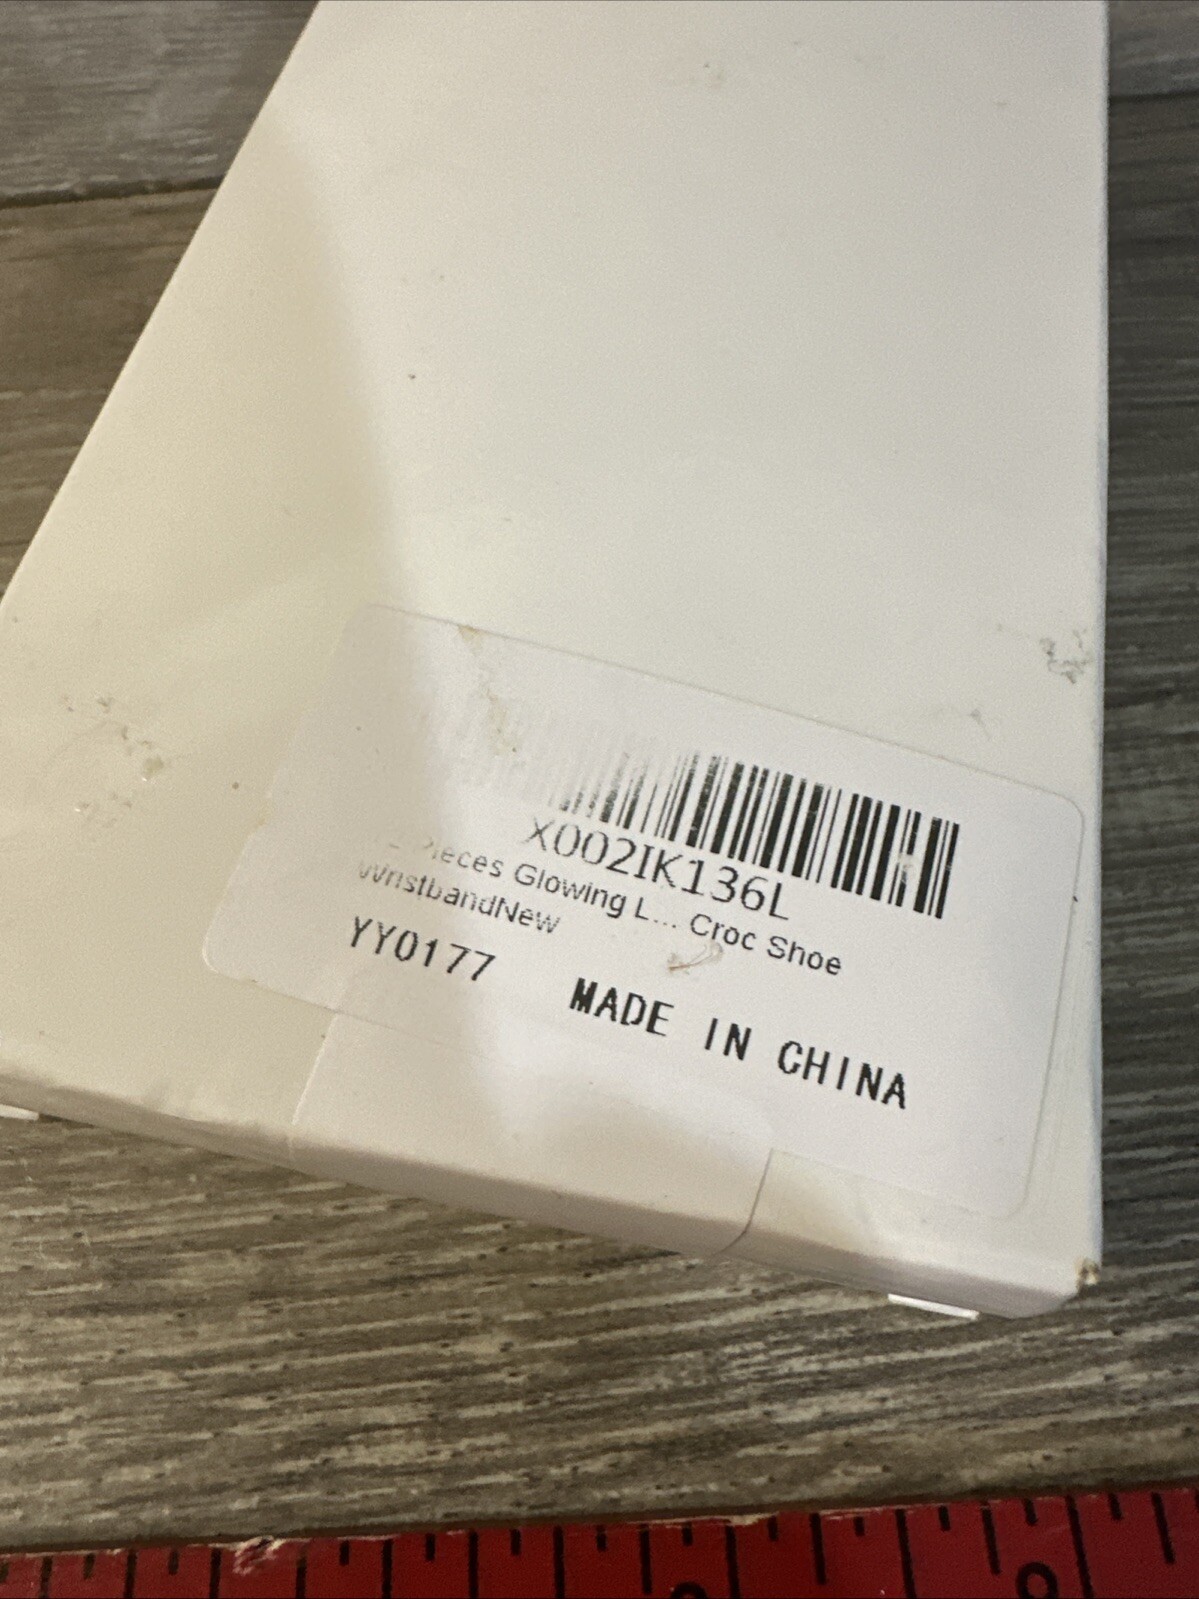 X002IK136L
Pieces Glowing L... Croc Shoe
WristbandNew
YY0177 MADE IN CHINA